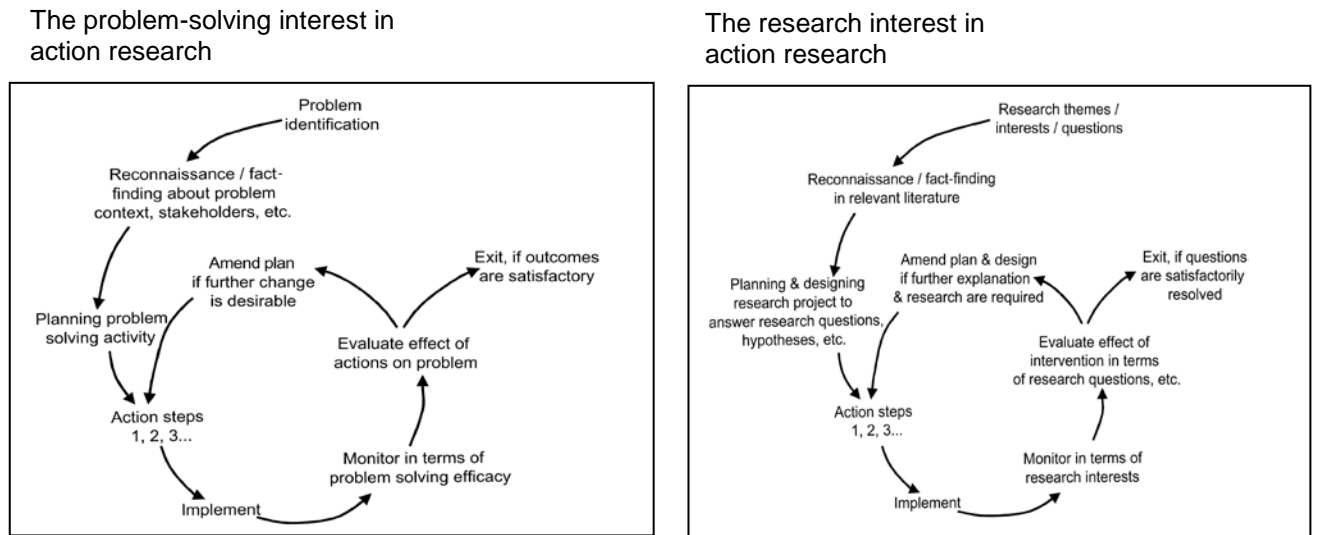 The problem-solving interest in
action research
Problem
identification
Reconnaissance / fact-
finding about problem
context, stakeholders, etc.
Amend plan
if further change
is desirable
Exit, if outcomes
are satisfactory
Planning problem
solving activity
Evaluate effect of
actions on problem
Action steps
1, 2, 3...
Monitor in terms of
problem solving efficacy
Implement
The research interest in
action research
Research themes /
interests / questions
Reconnaissance / fact-finding
in relevant literature
Amend plan & design
if further explanation
& research are required
Exit, if questions
are satisfactorily
resolved
Planning & designing
research project to
answer research questions,
hypotheses, etc.
Evaluate effect of
intervention in terms
of research questions, etc.
Action steps
1, 2, 3...
Monitor in terms of
research interests
Implement